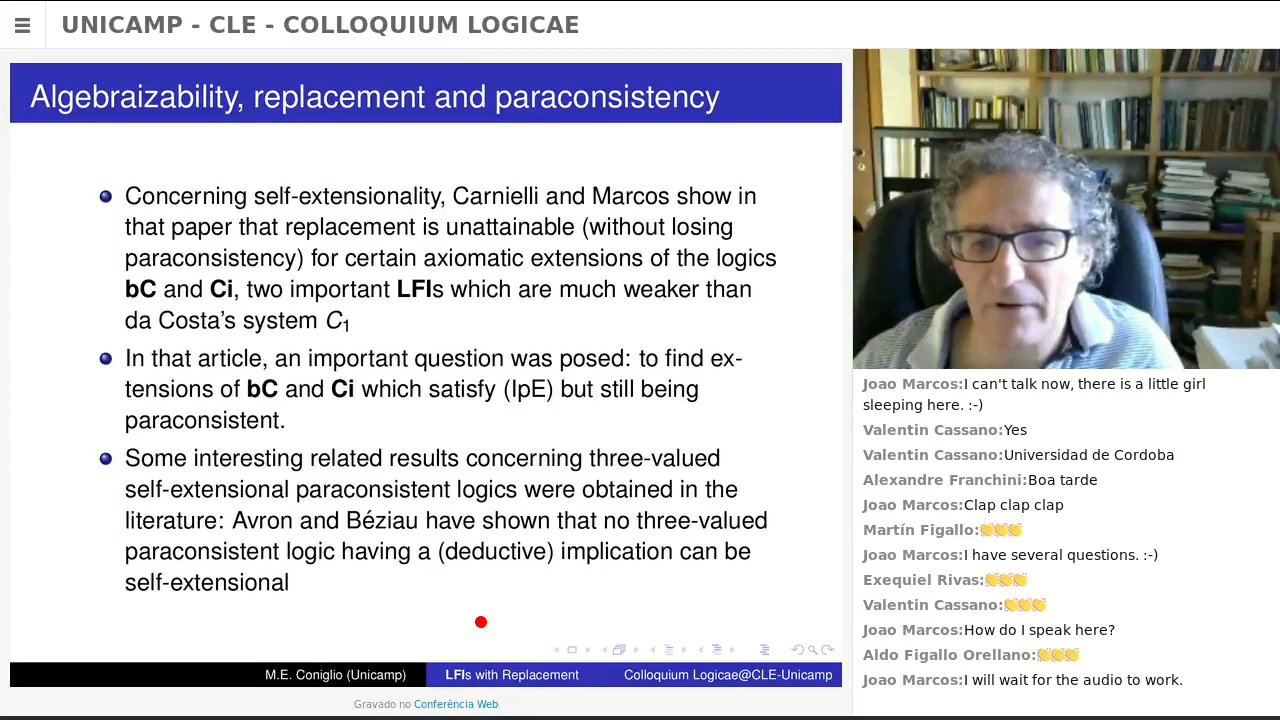 UNICAMP - CLE - COLLOQUIUM LOGICAE
Algebraizability, replacement and paraconsistency
Concerning self-extensionality, Carnielli and Marcos show in
that paper that replacement is unattainable (without losing
paraconsistency) for certain axiomatic extensions of the logics
bC and Ci, two important LFIs which are much weaker than
da Costa's system C₁
In that article, an important question was posed: to find ex-
tensions of bC and Ci which satisfy (IpE) but still being
paraconsistent.
Some interesting related results concerning three-valued
self-extensional paraconsistent logics were obtained in the
literature: Avron and Béziau have shown that no three-valued
paraconsistent logic having a (deductive) implication can be
self-extensional
M.E. Coniglio (Unicamp) LFIs with Replacement Colloquium Logicae@CLE-Unicamp
Gravado no Conferência Web
Joao Marcos:I can't talk now, there is a little girl
sleeping here. :-)
Valentin Cassano:Yes
Valentin Cassano:Universidad de Cordoba
Alexandre Franchini:Boa tarde
Joao Marcos:Clap clap clap
Martín Figallo:👏👏👏
Joao Marcos:I have several questions. :-)
Exequiel Rivas:👏👏👏
Valentin Cassano:👏👏👏
Joao Marcos:How do I speak here?
Aldo Figallo Orellano:👏👏👏
Joao Marcos:I will wait for the audio to work.